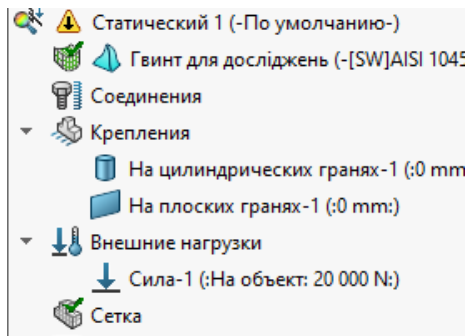 Статический 1 (-По умолчанию-)
Гвинт для досліджень (-[SW]AISI 1045
Соединения
Крепления
На цилиндрических гранях-1 (:0 mm
На плоских гранях-1 (:0 mm:)
Внешние нагрузки
Сила-1 (:На объект: 20 000 N:)
Сетка